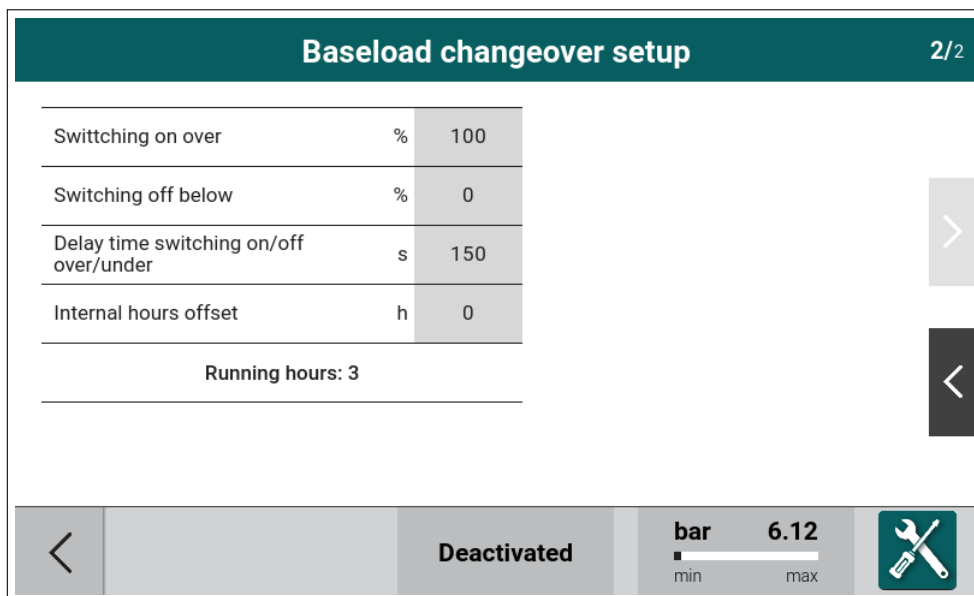 Baseload changeover setup
2/2
Swittching on over % 100
Switching off below % 0
Delay time switching on/off
over/under s 150
Internal hours offset h 0
Running hours: 3
Deactivated
bar 6.12
min max